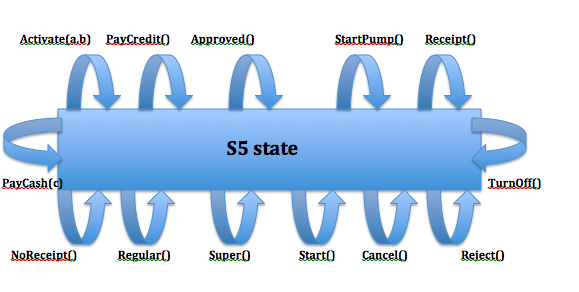 Activate(a,b) PayCredit() Approved() StartPump() Receipt()
S5 state
PayCash(c) TurnOff()
NoReceipt() Regular() Super() Start() Cancel() Reject()